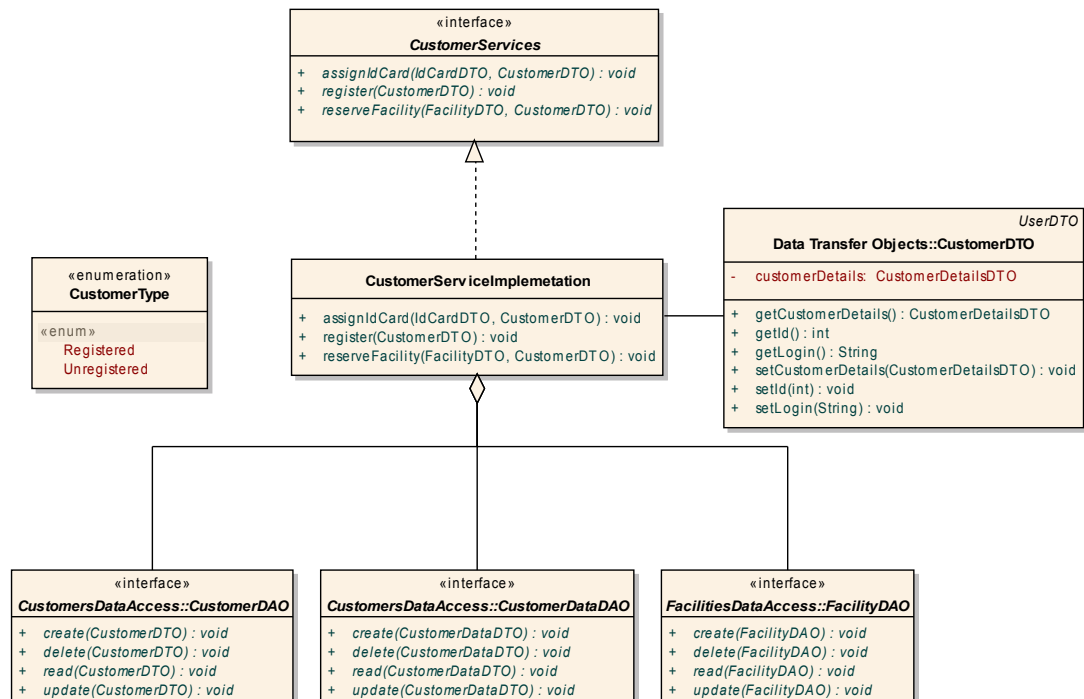 «interface»
CustomerServices
+ assignIdCard(IdCardDTO, CustomerDTO) : void
+ register(CustomerDTO) : void
+ reserveFacility(FacilityDTO, CustomerDTO) : void
UserDTO
Data Transfer Objects::CustomerDTO
- customerDetails: CustomerDetailsDTO
+ getCustomerDetails() : CustomerDetailsDTO
+ getId() : int
+ getLogin() : String
+ setCustomerDetails(CustomerDetailsDTO) : void
+ setId(int) : void
+ setLogin(String) : void
«enumeration»
CustomerType
«enum»
Registered
Unregistered
CustomerServiceImplemetation
+ assignIdCard(IdCardDTO, CustomerDTO) : void
+ register(CustomerDTO) : void
+ reserveFacility(FacilityDTO, CustomerDTO) : void
«interface»
CustomersDataAccess::CustomerDAO
+ create(CustomerDTO) : void
+ delete(CustomerDTO) : void
+ read(CustomerDTO) : void
+ update(CustomerDTO) : void
«interface»
CustomersDataAccess::CustomerDataDAO
+ create(CustomerDataDTO) : void
+ delete(CustomerDataDTO) : void
+ read(CustomerDataDTO) : void
+ update(CustomerDataDTO) : void
«interface»
FacilitiesDataAccess::FacilityDAO
+ create(FacilityDAO) : void
+ delete(FacilityDAO) : void
+ read(FacilityDAO) : void
+ update(FacilityDAO) : void